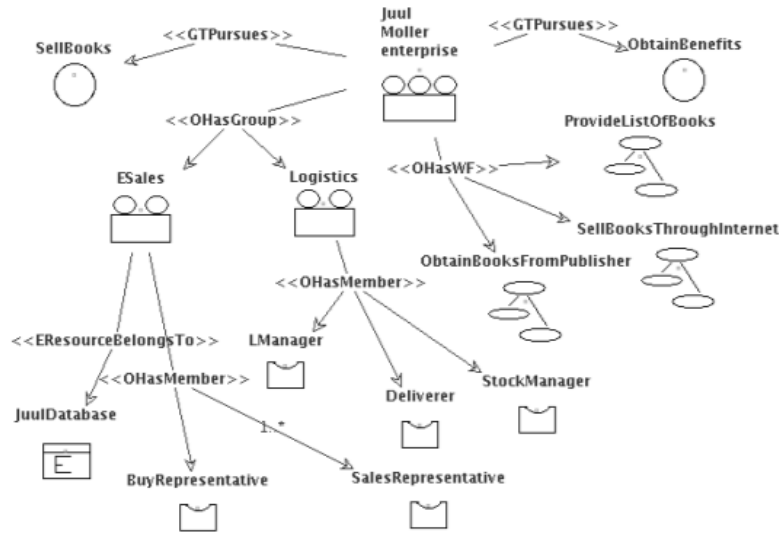 Juul
Moller
enterprise
<<GTPursues>>
<<GTPursues>>
SellBooks
ObtainBenefits
<<OHasGroup>>
ProvideListOfBooks
<<OHasWF>>
ESales
Logistics
SellBooksThroughInternet
ObtainBooksFromPublisher
<<OHasMember>>
<<EResourceBelongsTo>>
LManager
<<OHasMember>>
StockManager
Deliverer
JuulDatabase
1..*
E
BuyRepresentative
SalesRepresentative